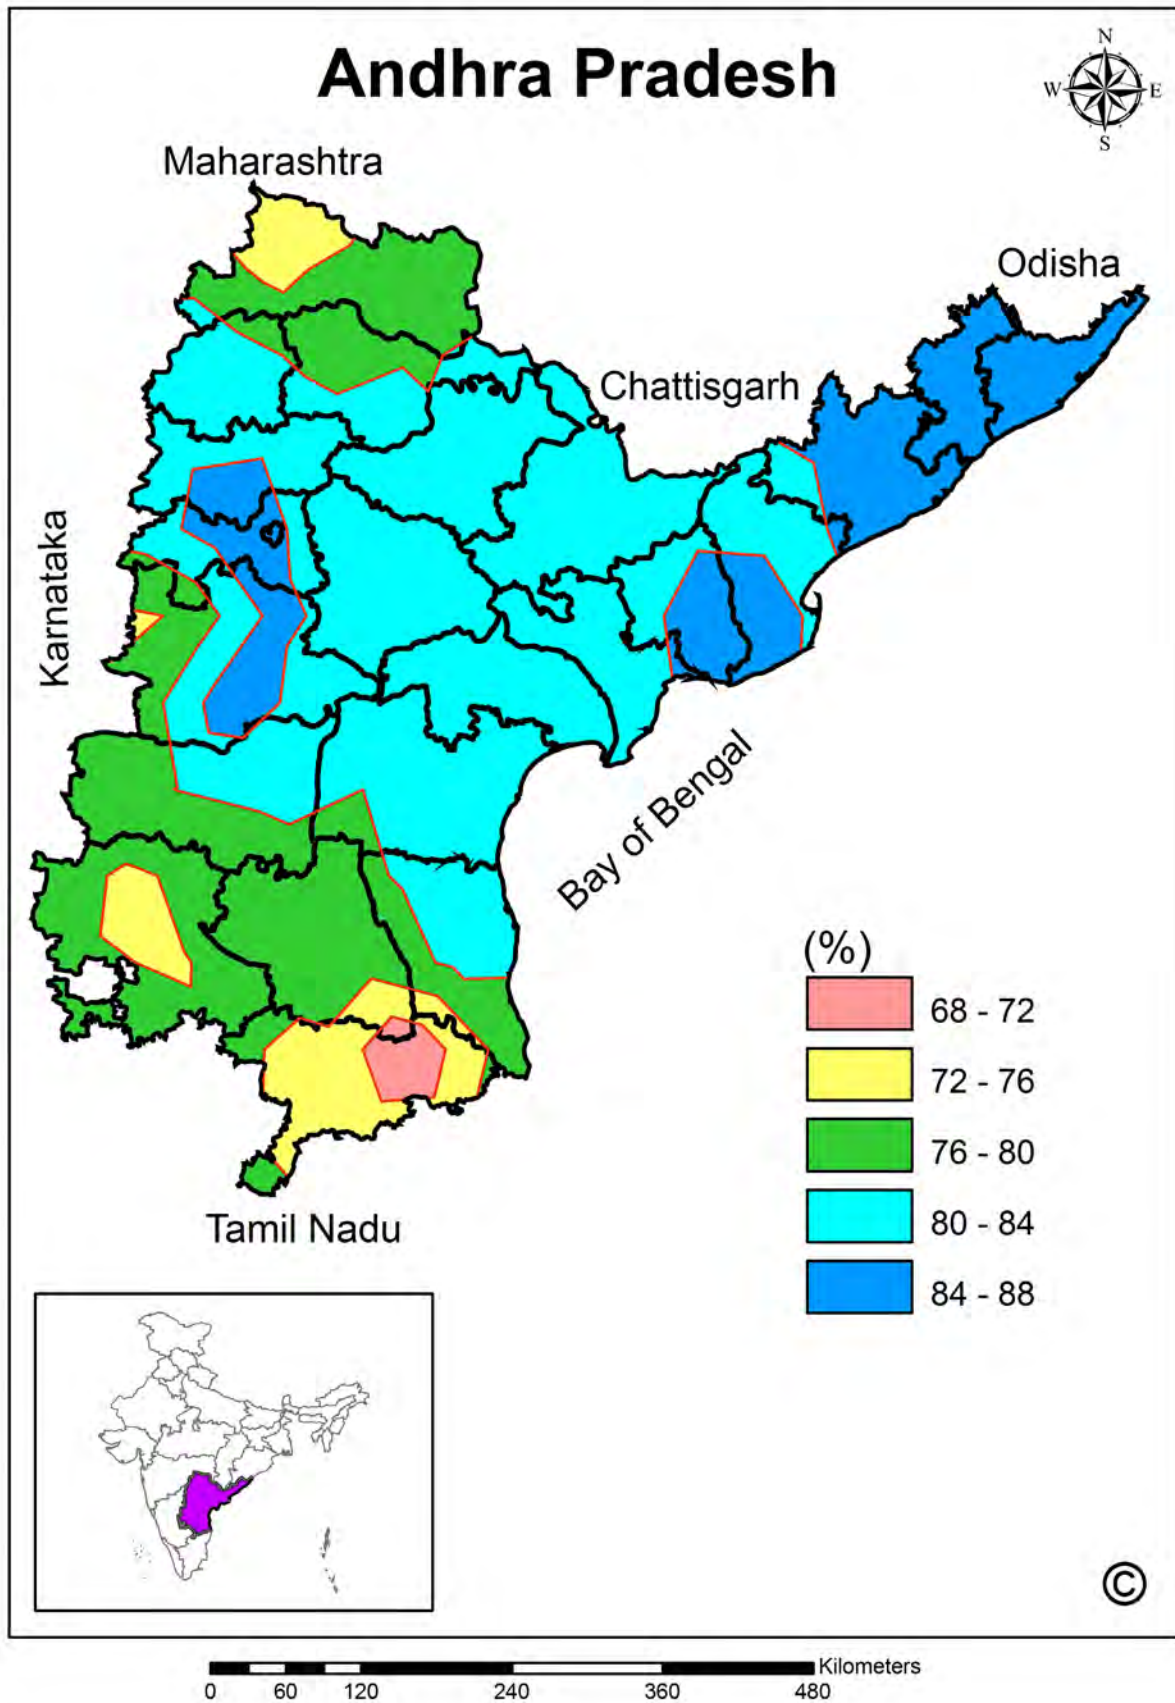 Andhra Pradesh
N
W E
S
Maharashtra
Odisha
Chattisgarh
Karnataka
Bay of Bengal
(%)
68 - 72
72 - 76
76 - 80
80 - 84
84 - 88
Tamil Nadu
©
Kilometers
0 60 120 240 360 480